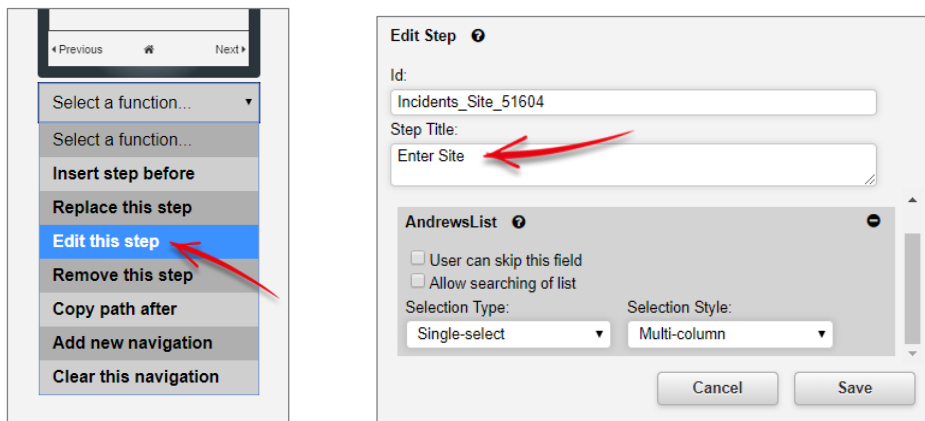 Previous Next
Select a function...
Select a function...
Insert step before
Replace this step
Edit this step
Remove this step
Copy path after
Add new navigation
Clear this navigation
Edit Step
Id:
Incidents_Site_51604
Step Title:
Enter Site
AndrewsList
User can skip this field
Allow searching of list
Selection Type: Selection Style:
Single-select Multi-column
Cancel Save